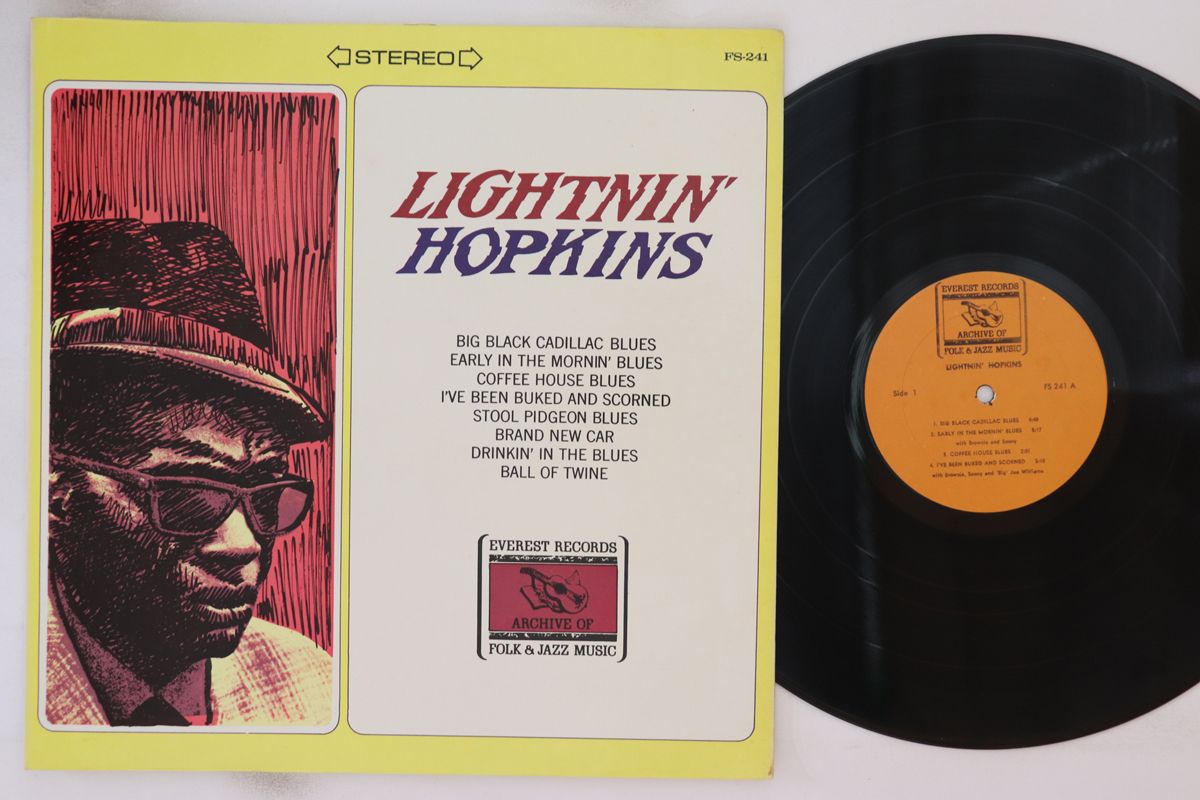 STEREO
FS-241
LIGHTNIN'
HOPKINS
BIG BLACK CADILLAC BLUES
EARLY IN THE MORNIN' BLUES
COFFEE HOUSE BLUES
I'VE BEEN BUKED AND SCORNED
STOOL PIDGEON BLUES
BRAND NEW CAR
DRINKIN' IN THE BLUES
BALL OF TWINE
EVEREST RECORDS
ARCHIVE OF
FOLK & JAZZ MUSIC
EVEREST RECORDS
ARCHIVE OF
FOLK & JAZZ MUSIC
LIGHTNIN' HOPKINS
Side 1
FS 241 A
1. BIG BLACK CADILLAC BLUES
2. EARLY IN THE MORNIN' BLUES
with Brownie and Sonny
3. COFFEE HOUSE BLUES
4. I'VE BEEN BUKED AND SCORNED
with Brownie, Sonny and 'Big' Joe Williams